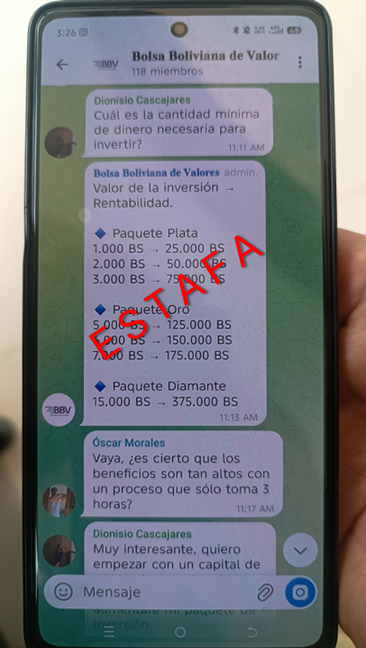 3:26
BBV
Bolsa Boliviana de Valor
118 miembros
Dionisio Cascajares
Cuál es la cantidad mínima
de dinero necesaria para
invertir?
11:11 AM
Bolsa Boliviana de Valores admin.
Valor de la inversión →
Rentabilidad.
Paquete Plata
1.000 BS → 25.000 BS
2.000 BS → 50.000 BS
3.000 BS → 75.000 BS
ESTAFA
Paquete Oro
5.000 BS → 125.000 BS
.000 BS → 150.000 BS
7.000 BS → 175.000 BS
Paquete Diamante
15.000 BS → 375.000 BS
BBV
11:13 AM
Óscar Morales
Vaya, ¿es cierto que los
beneficios son tan altos con
un proceso que sólo toma 3
horas?
11:17 AM
Dionisio Cascajares
Muy interesante, quiero
empezar con un capital de
Mensaje
aumentaré mi paquete de
inversión